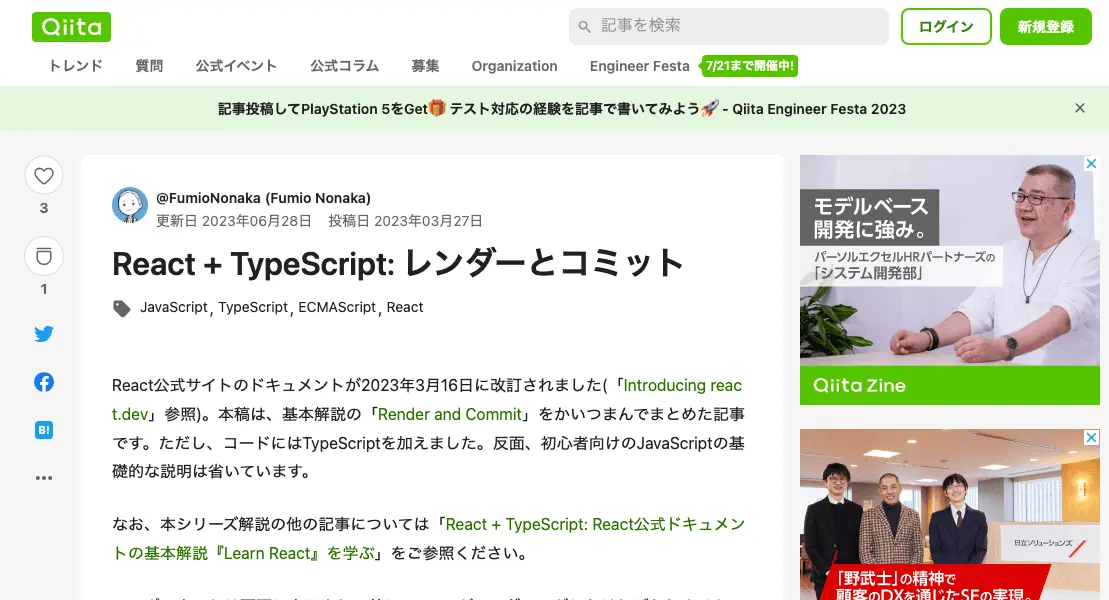 Qiita
記事を検索
ログイン
新規登録
トレンド 質問 公式イベント 公式コラム 募集 Organization Engineer Festa 7/21まで開催中!
記事投稿してPlayStation 5をGet🎁 テスト対応の経験を記事で書いてみよう🚀 - Qiita Engineer Festa 2023
3
1
B!
@FumioNonaka (Fumio Nonaka)
更新日 2023年06月28日 投稿日 2023年03月27日
React + TypeScript: レンダーとコミット
JavaScript, TypeScript, ECMAScript, React
React公式サイトのドキュメントが2023年3月16日に改訂されました(「Introducing reac
t.dev」参照)。本稿は、基本解説の「Render and Commit」をかいつまんでまとめた記事
です。ただし、コードにはTypeScriptを加えました。反面、初心者向けのJavaScriptの基
礎的な説明は省いています。
なお、本シリーズ解説の他の記事については「React + TypeScript: React公式ドキュメン
トの基本解説『Learn React』を学ぶ」をご参照ください。
モデルベース
開発に強み。
パーソルエクセルHRパートナーズの
「システム開発部」
Qiita Zine
日立ソリューションズ
「野武士」の精神で
顧客のDXを通じたSEの実現。